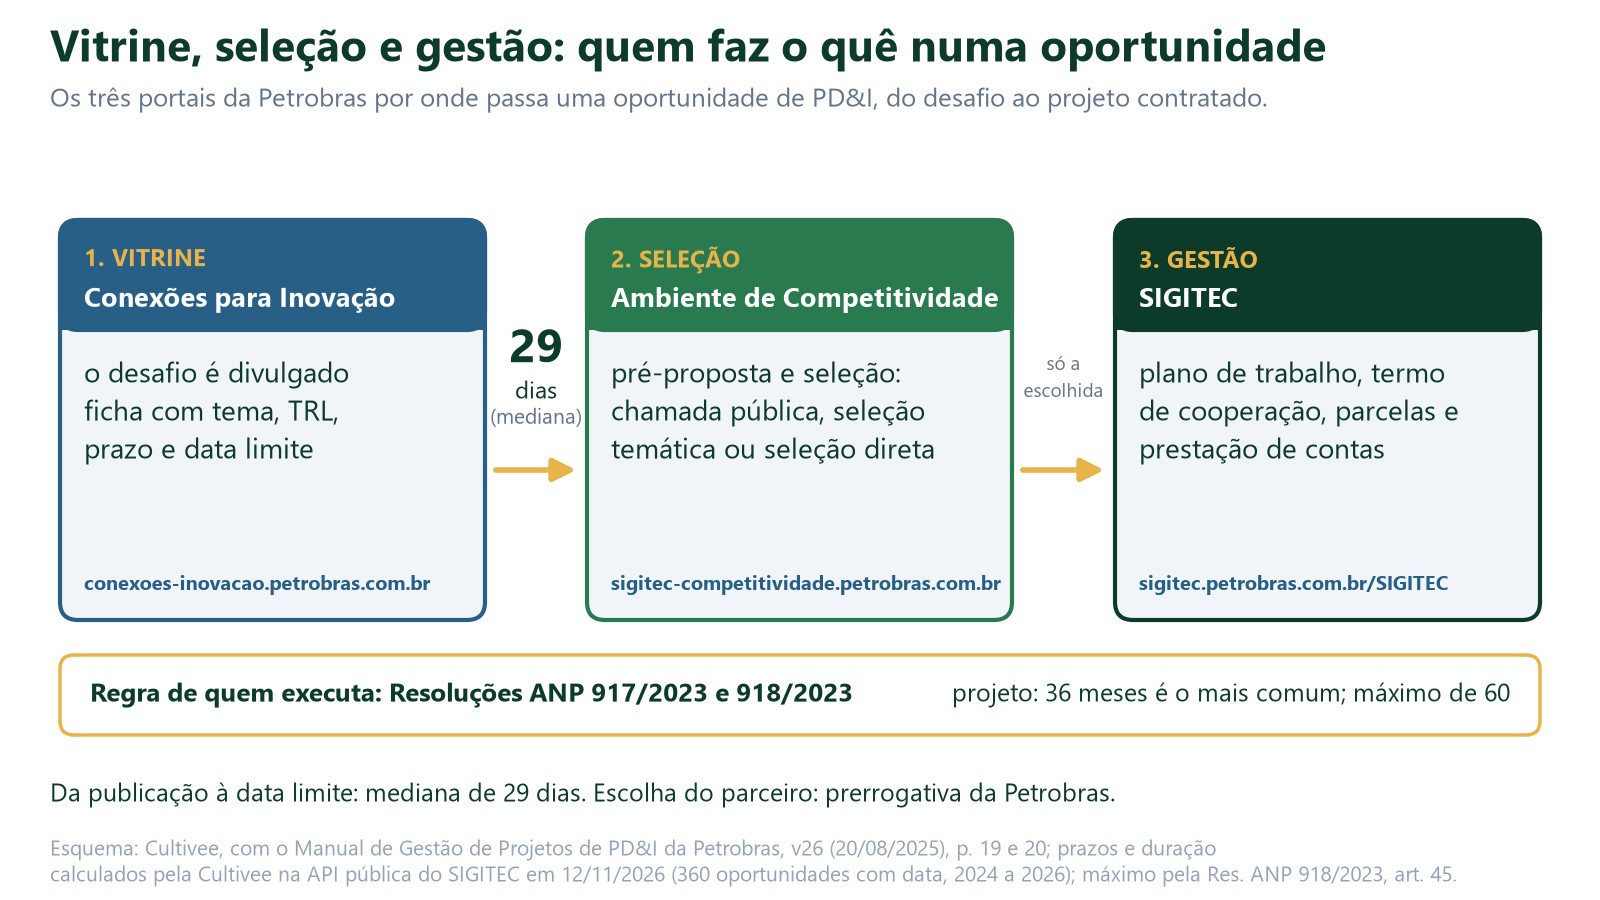 Vitrine, seleção e gestão: quem faz o quê numa oportunidade
Os três portais da Petrobras por onde passa uma oportunidade de PD&I, do desafio ao projeto contratado.
1. VITRINE
Conexões para Inovação
o desafio é divulgado
ficha com tema, TRL,
prazo e data limite
conexoes-inovacao.petrobras.com.br
29
dias
(mediana)
2. SELEÇÃO
Ambiente de Competitividade
pré-proposta e seleção:
chamada pública, seleção
temática ou seleção direta
sigitec-competitividade.petrobras.com.br
só a
escolhida
3. GESTÃO
SIGITEC
plano de trabalho, termo
de cooperação, parcelas e
prestação de contas
sigitec.petrobras.com.br/SIGITEC
Regra de quem executa: Resoluções ANP 917/2023 e 918/2023
projeto: 36 meses é o mais comum; máximo de 60
Da publicação à data limite: mediana de 29 dias. Escolha do parceiro: prerrogativa da Petrobras.
Esquema: Cultivee, com o Manual de Gestão de Projetos de PD&I da Petrobras, v26 (20/08/2025), p. 19 e 20; prazos e duração
calculados pela Cultivee na API pública do SIGITEC em 12/11/2026 (360 oportunidades com data, 2024 a 2026); máximo pela Res. ANP 918/2023, art. 45.